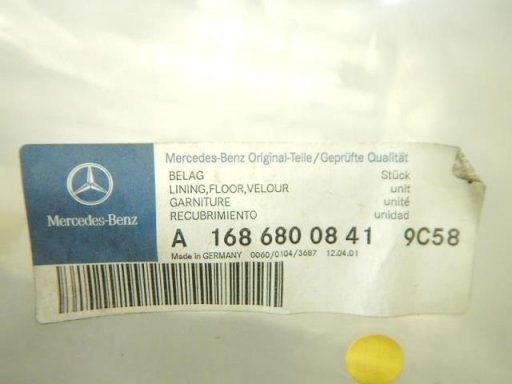 Mercedes-Benz
Mercedes-Benz Original-Teile/Geprüfte Qualität
BELAG Stück
LINING,FLOOR,VELOUR unit
GARNITURE unité
RECUBRIMIENTO unidad
A 168 680 08 41 9C58
Made in GERMANY 0060/0104/3687 12.04.01